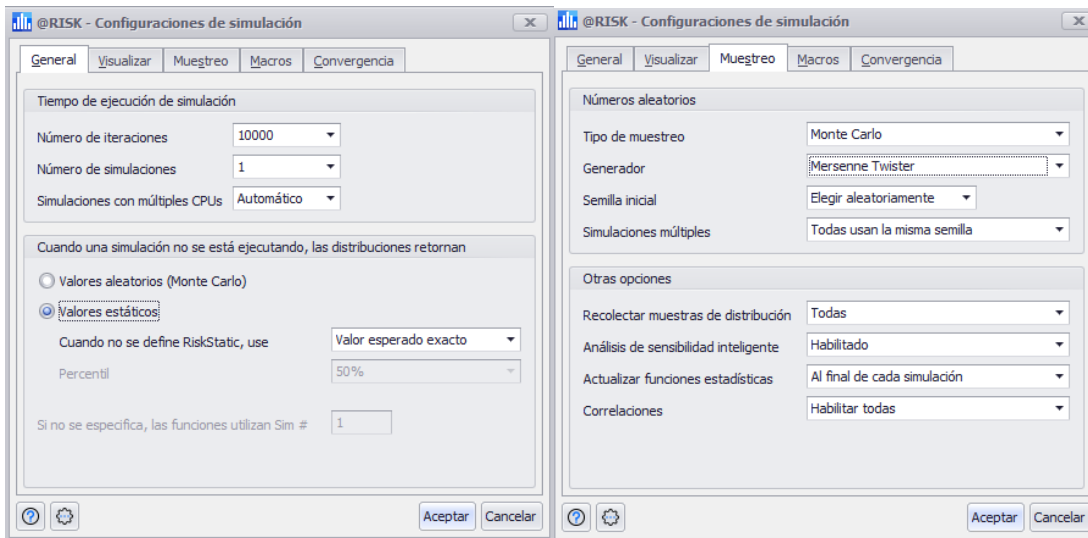 @RISK - Configuraciones de simulación
General Visualizar Muestreo Macros Convergencia
Tiempo de ejecución de simulación
Número de iteraciones 10000
Número de simulaciones 1
Simulaciones con múltiples CPUs Automático
Cuando una simulación no se está ejecutando, las distribuciones retornan
Valores aleatorios (Monte Carlo)
Valores estáticos
Cuando no se define RiskStatic, use Valor esperado exacto
Percentil 50%
Si no se especifica, las funciones utilizan Sim # 1
Aceptar Cancelar
@RISK - Configuraciones de simulación
General Visualizar Muestreo Macros Convergencia
Números aleatorios
Tipo de muestreo Monte Carlo
Generador Mersenne Twister
Semilla inicial Elegir aleatoriamente
Simulaciones múltiples Todas usan la misma semilla
Otras opciones
Recolectar muestras de distribución Todas
Análisis de sensibilidad inteligente Habilitado
Actualizar funciones estadísticas Al final de cada simulación
Correlaciones Habilitar todas
Aceptar Cancelar